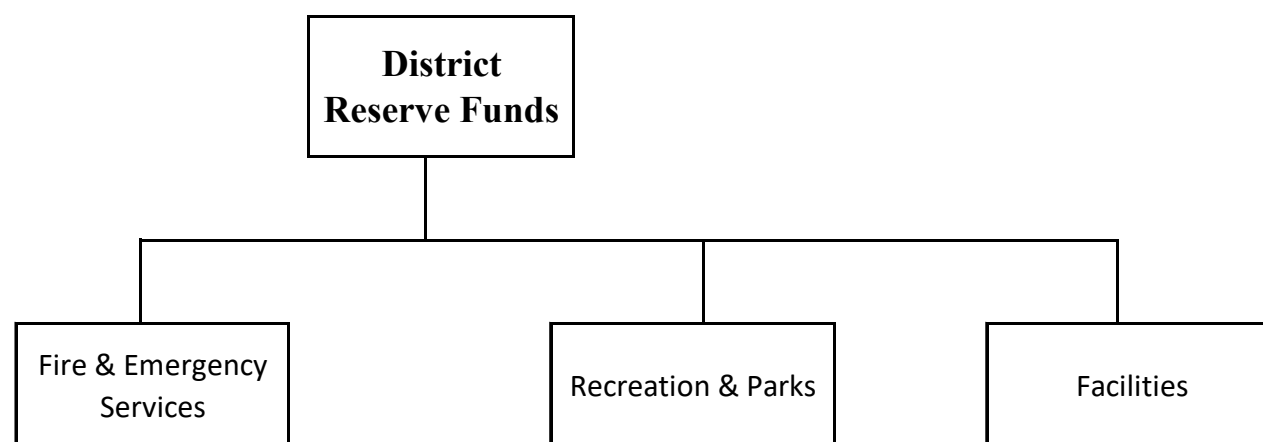 District
Reserve Funds
Fire & Emergency
Services
Recreation & Parks
Facilities